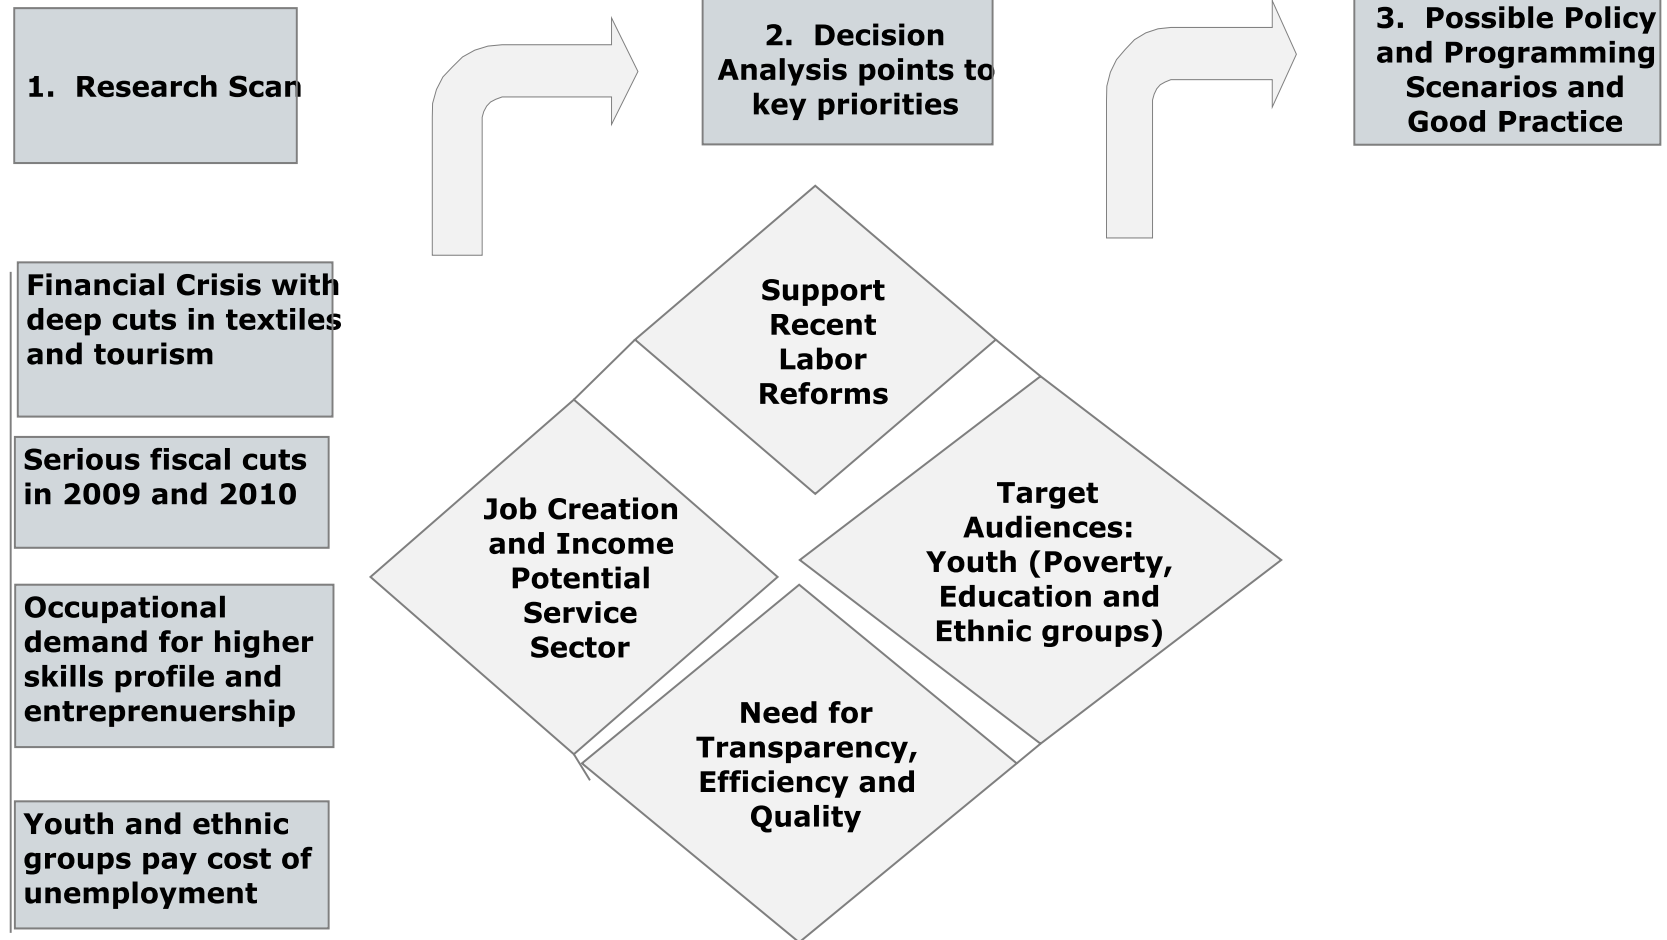 1.  Research Scan
2.  Decision
Analysis points to
key priorities
3.  Possible Policy
and Programming
Scenarios and
Good Practice
Financial Crisis with
deep cuts in textiles
and tourism
Serious fiscal cuts
in 2009 and 2010
Occupational
demand for higher
skills profile and
entreprenuership
Youth and ethnic
groups pay cost of
unemployment
Support
Recent
Labor
Reforms
Job Creation
and Income
Potential
Service
Sector
Target
Audiences:
Youth (Poverty,
Education and
Ethnic groups)
Need for
Transparency,
Efficiency and
Quality